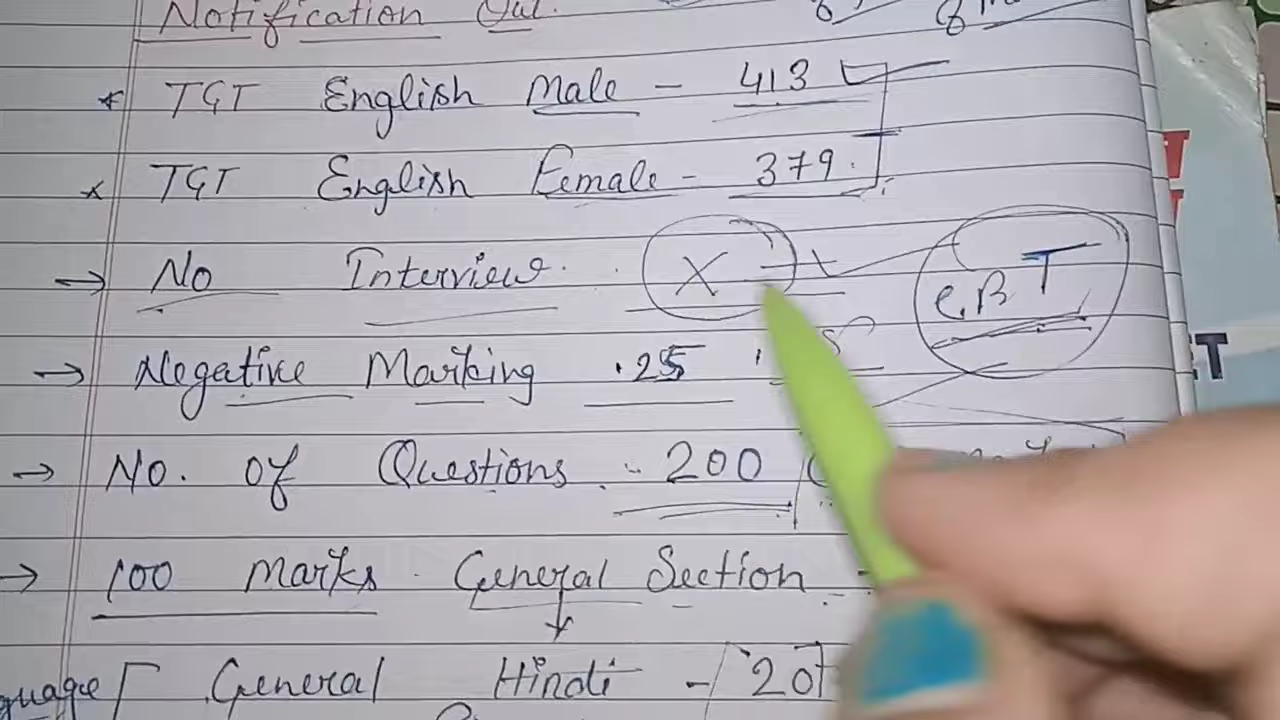 Notification Out.
* TGT English Male - 413
* TGT English Female - 379.
→ No Interview. X
C.B.T
→ Negative Marking .25
→ No. Of Questions. - 200
→ 100 Marks. General Section -
General Hindi - 20